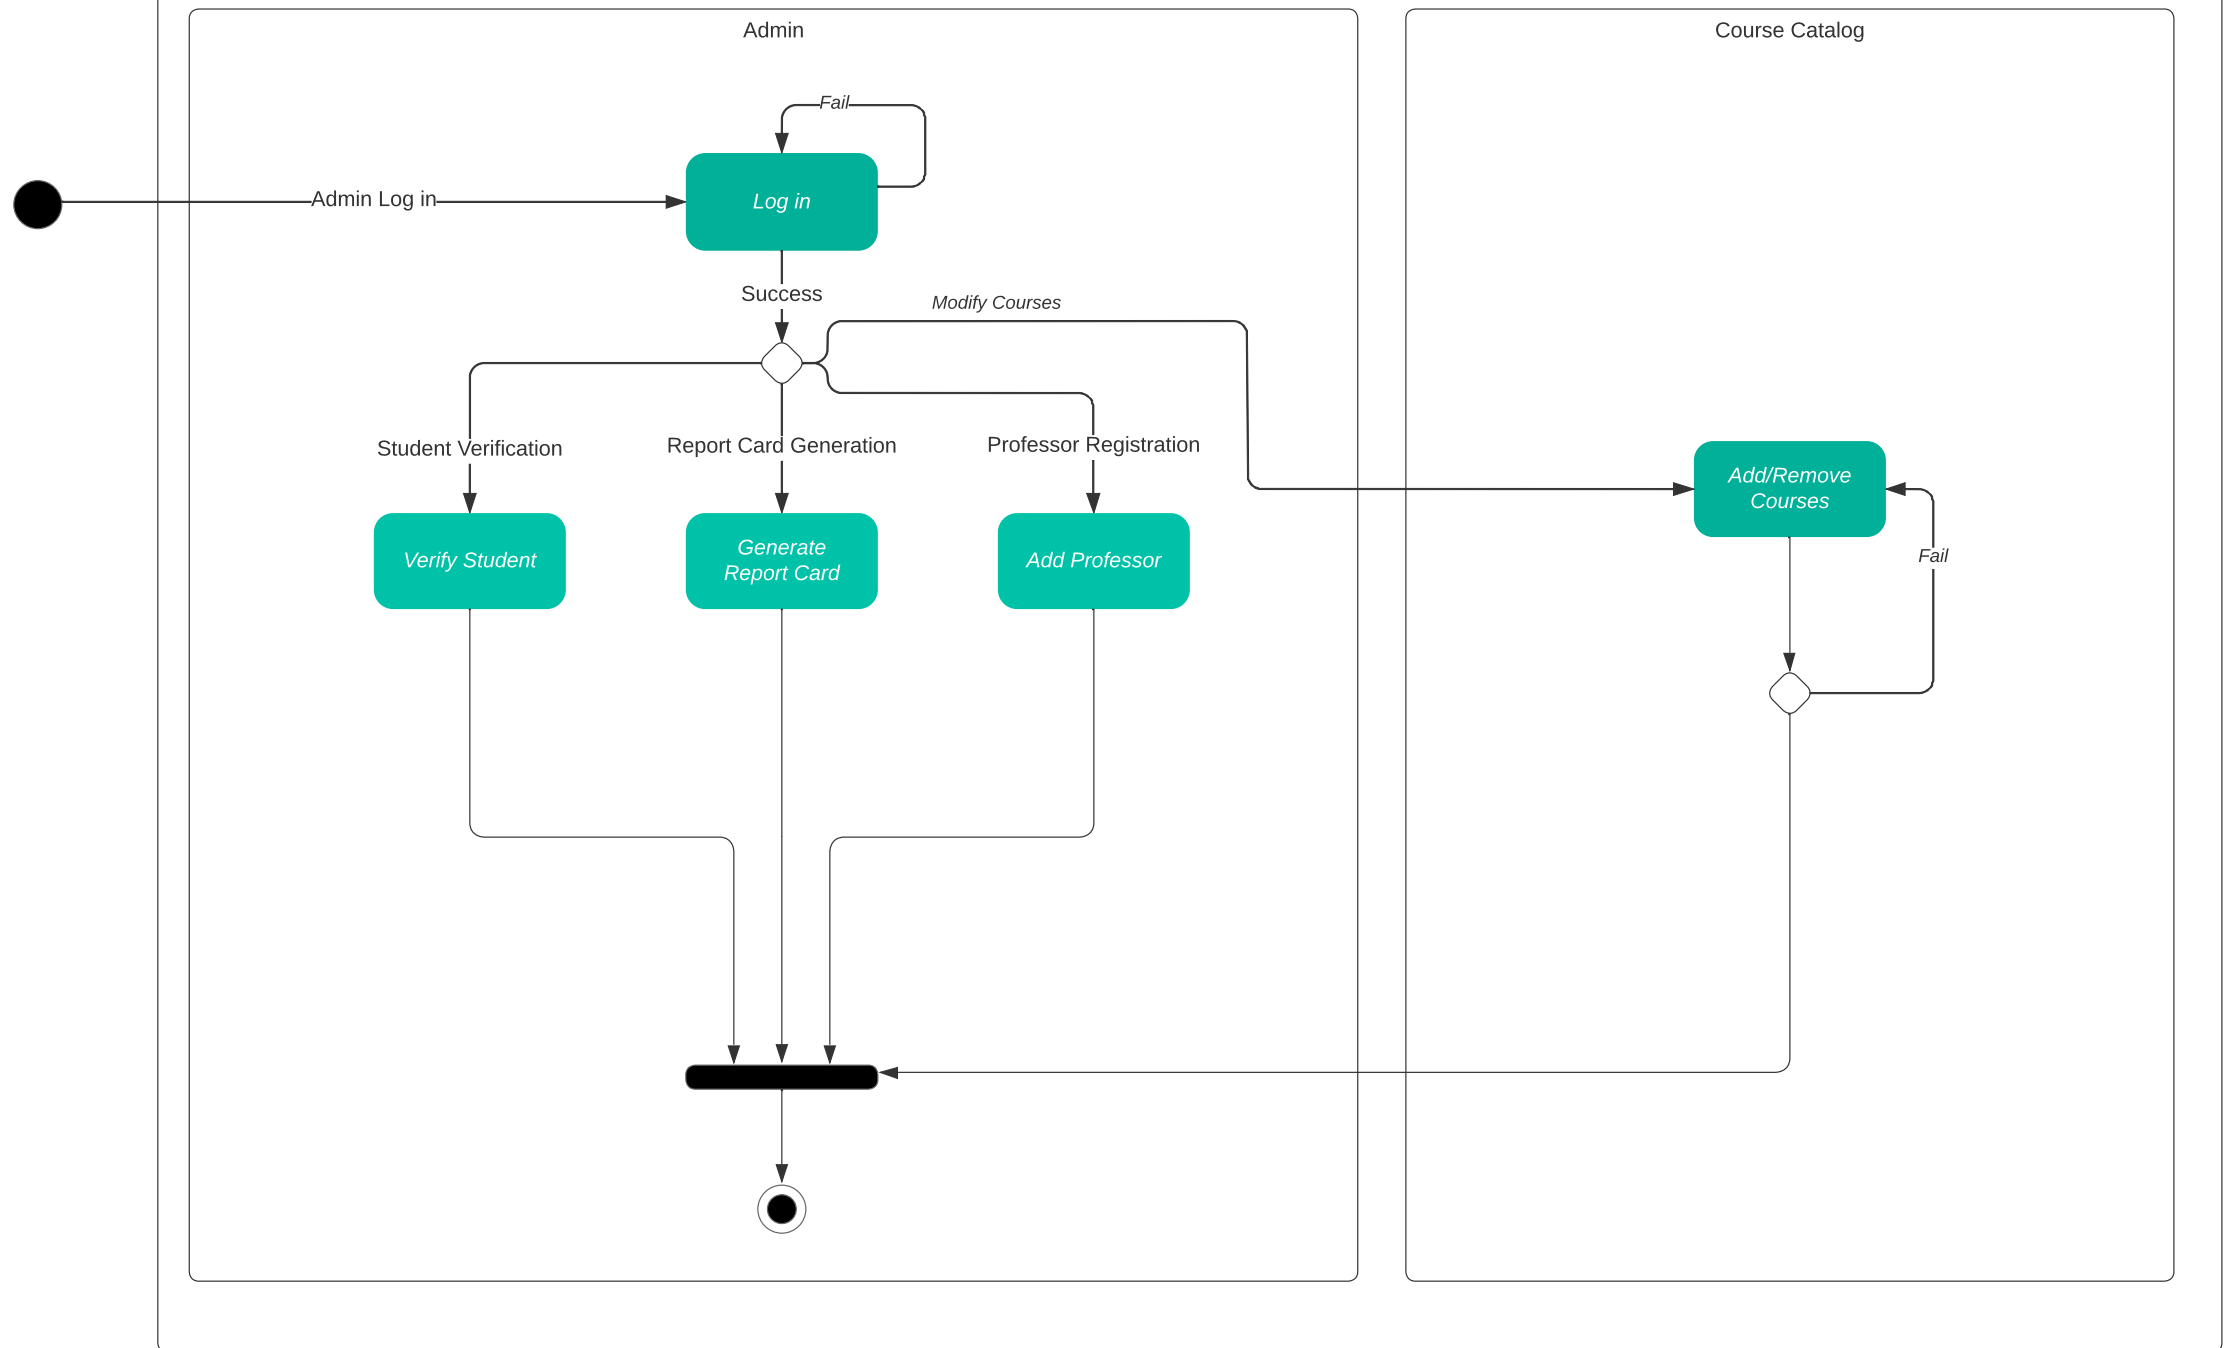 Admin
Course Catalog
Fail
Admin Log in
Log in
Success
Modify Courses
Student Verification
Report Card Generation
Professor Registration
Add/Remove
Courses
Verify Student
Generate
Report Card
Add Professor
Fail